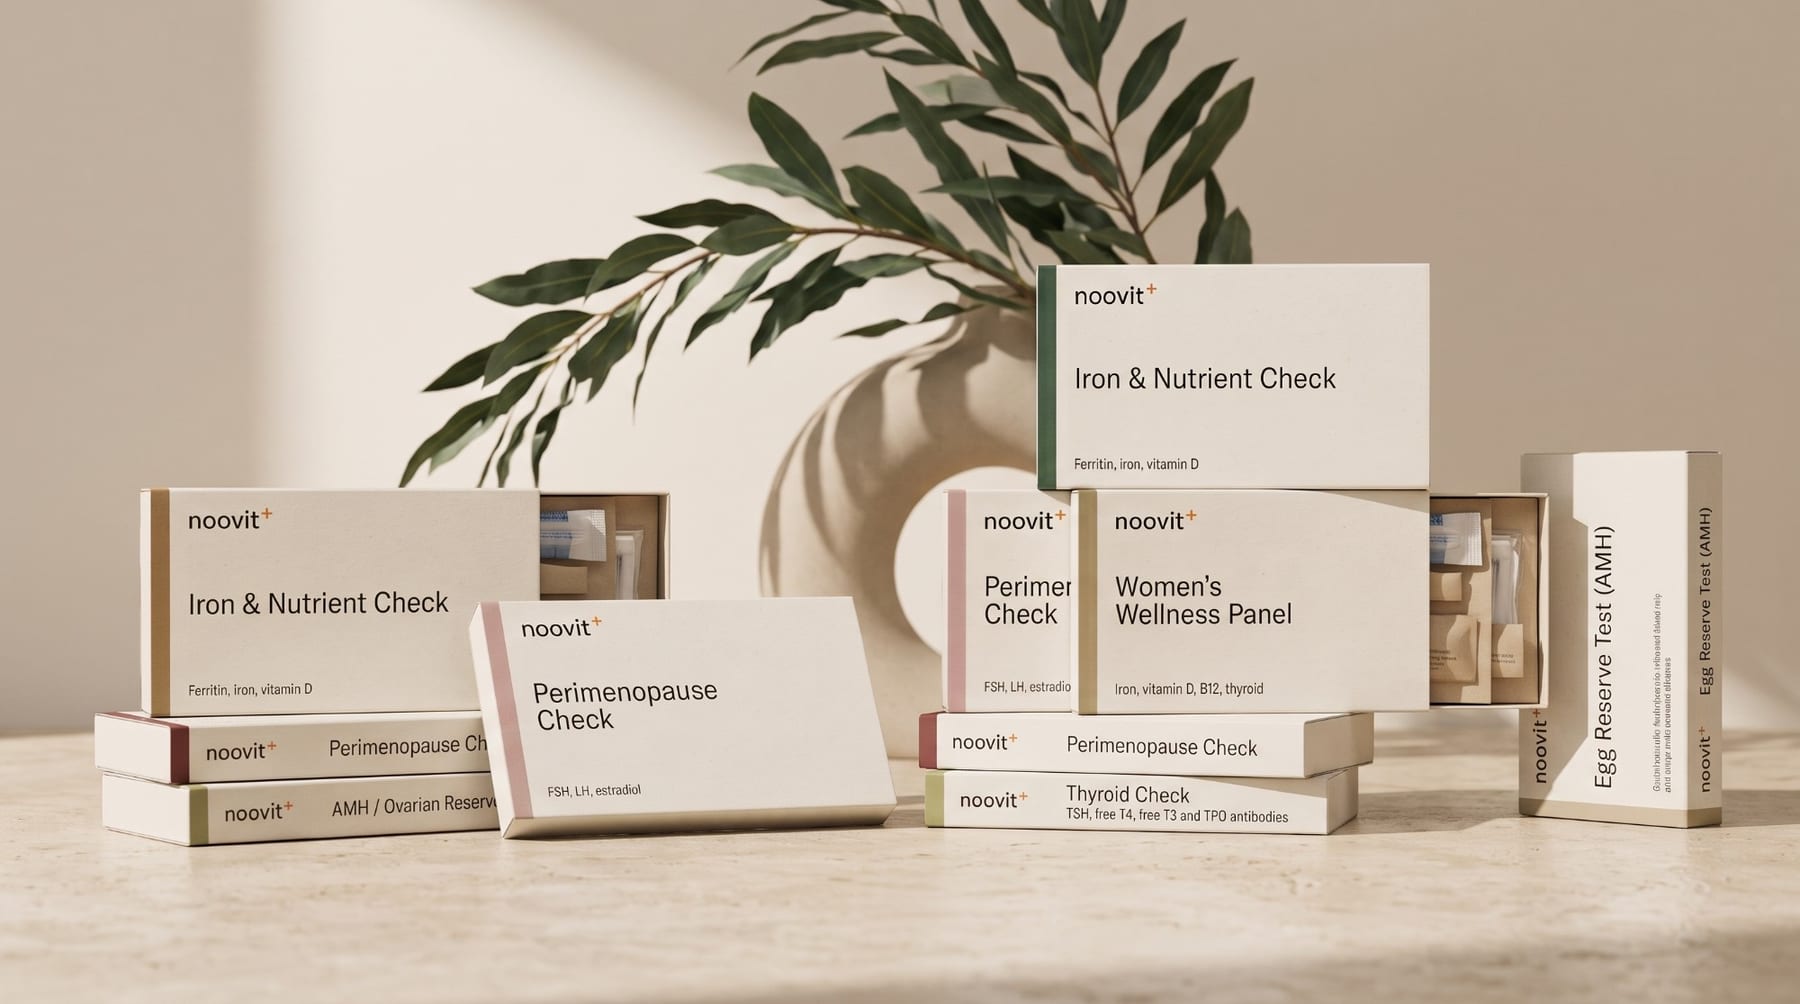 noovit+
Iron & Nutrient Check
Ferritin, iron, vitamin D
noovit+
Perimenopause Ch
noovit+
AMH / Ovarian Reserv
noovit+
Perimenopause
Check
FSH, LH, estradiol
noovit+
Iron & Nutrient Check
Ferritin, iron, vitamin D
noovit+
Perimen
Check
FSH, LH, estradio
noovit+
Women's
Wellness Panel
Iron, vitamin D, B12, thyroid
noovit+
Perimenopause Check
noovit+
Thyroid Check
TSH, free T4, free T3 and TPO antibodies
noovit+
Egg Reserve Test (AMH)
noovit+
Egg Reserve Test (AMH)